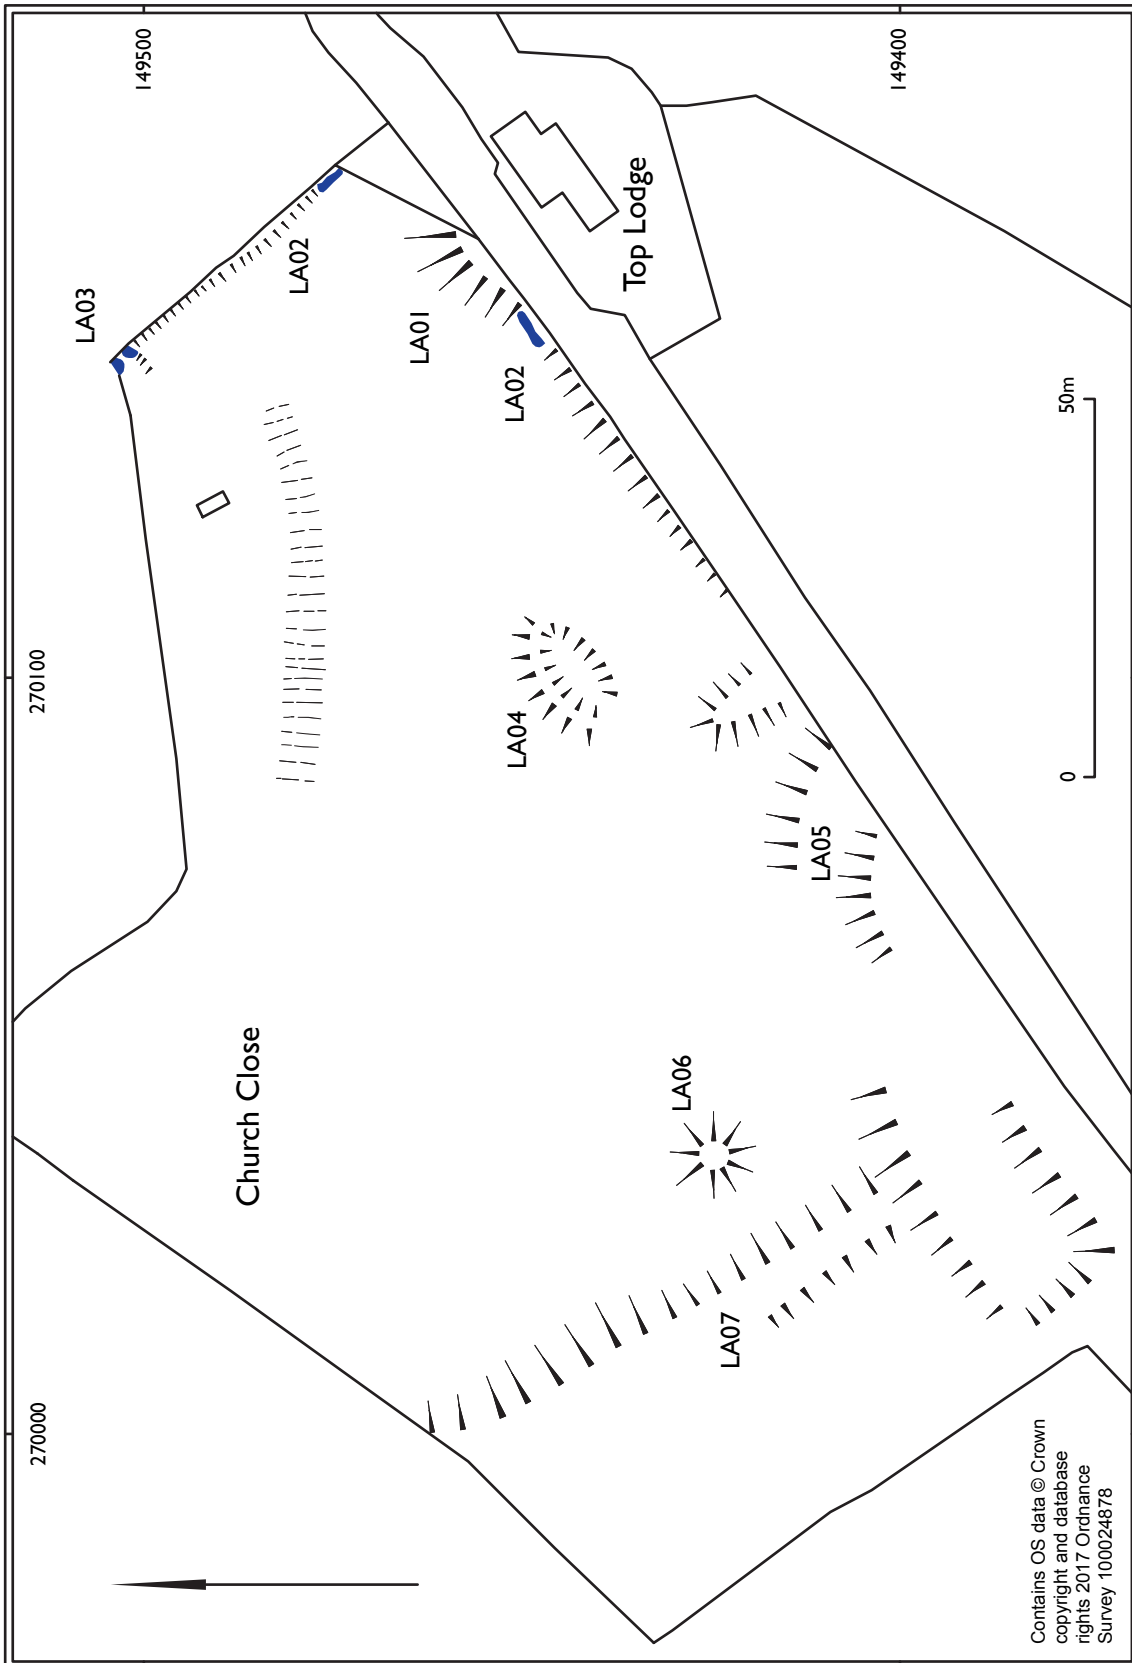 149500
149400
270100
270000
LA03
LA02
LA01
LA02
Top Lodge
LA04
LA05
LA06
LA07
Church Close
50m
0
Contains OS data © Crown
copyright and database
rights 2017 Ordnance
Survey 100024878